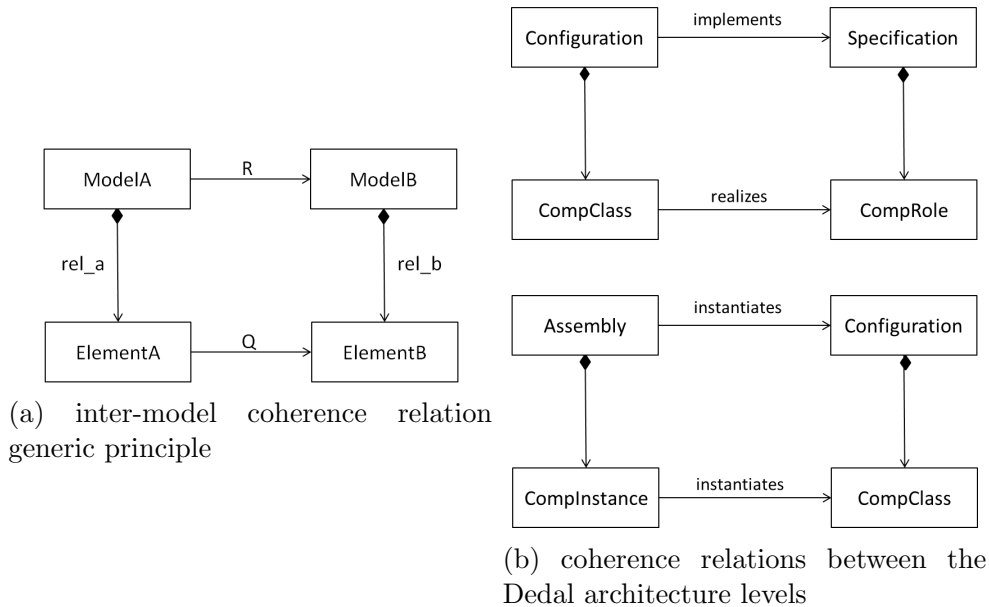 ModelA
R
ModelB
rel_a
rel_b
ElementA
Q
ElementB
(a) inter-model coherence relation
generic principle
Configuration
implements
Specification
CompClass
realizes
CompRole
Assembly
instantiates
Configuration
CompInstance
instantiates
CompClass
(b) coherence relations between the
Dedal architecture levels